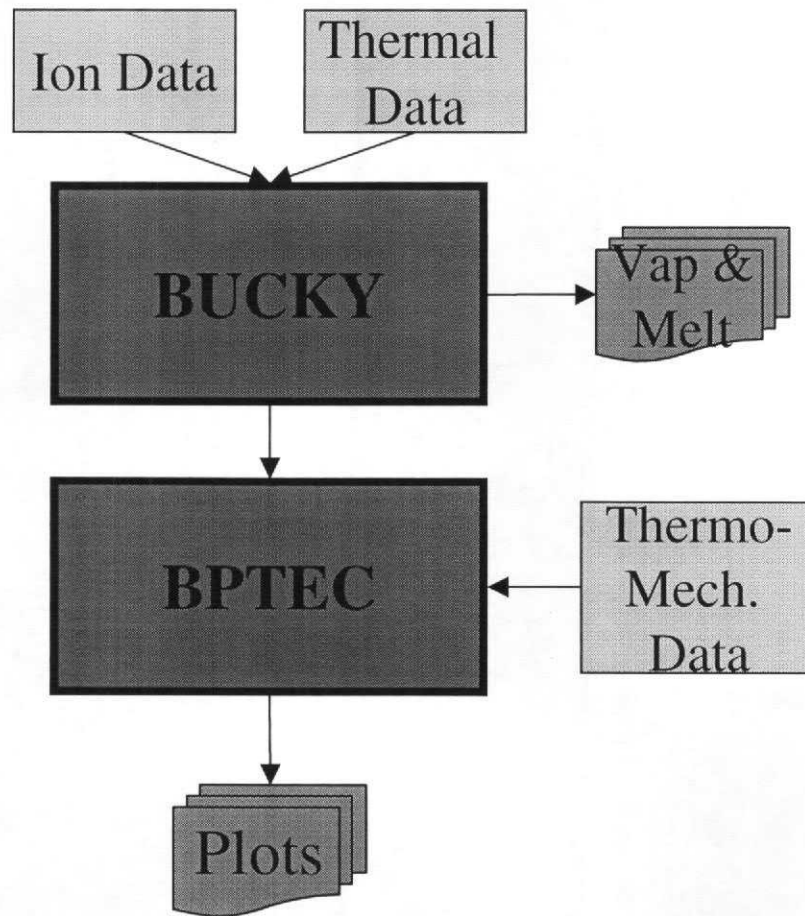 Ion Data
Thermal
Data
BUCKY
Vap &
Melt
BPTEC
Thermo-
Mech.
Data
Plots